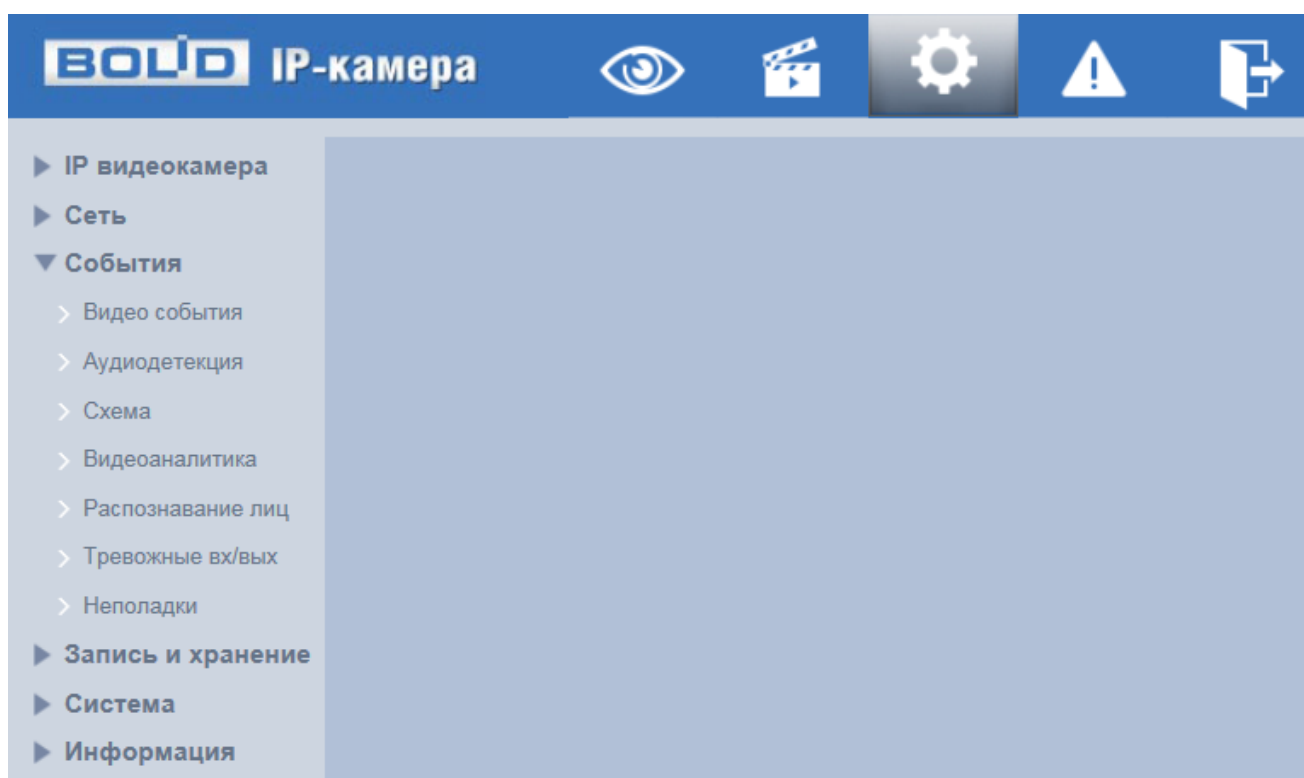 BOLID IP-камера
IP видеокамера
Сеть
События
Видео события
Аудиодетекция
Схема
Видеоаналитика
Распознавание лиц
Тревожные вх/вых
Неполадки
Запись и хранение
Система
Информация